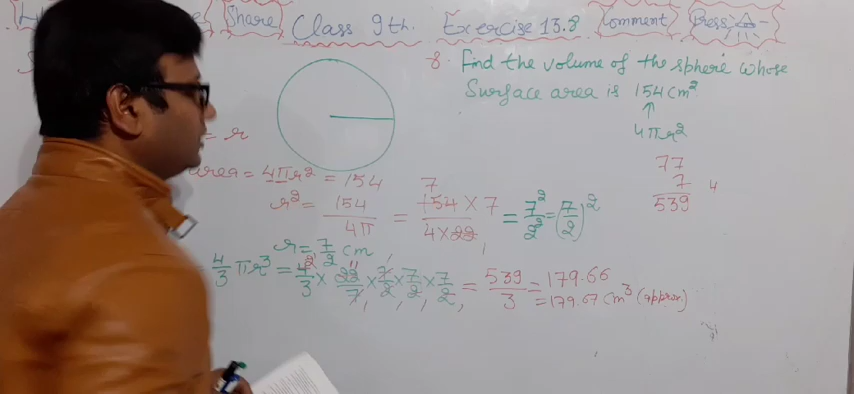 Share Class 9th. Exercise 13.8 Comment Press
8. Find the volume of the sphere whose
Surface area is 154 cm²
↑
4πr²
= r
area = 4πr² = 154
r² = 154/4π = 154 × 7/4 × 22 = 7²/2² = (7/2)²
77
7
539
r = 7/2 cm
= 4/3 πr³ = 4/3 × 22/7 × 7/2 × 7/2 × 7/2 = 539/3 = 179.66
= 179.67 cm³ (approx)